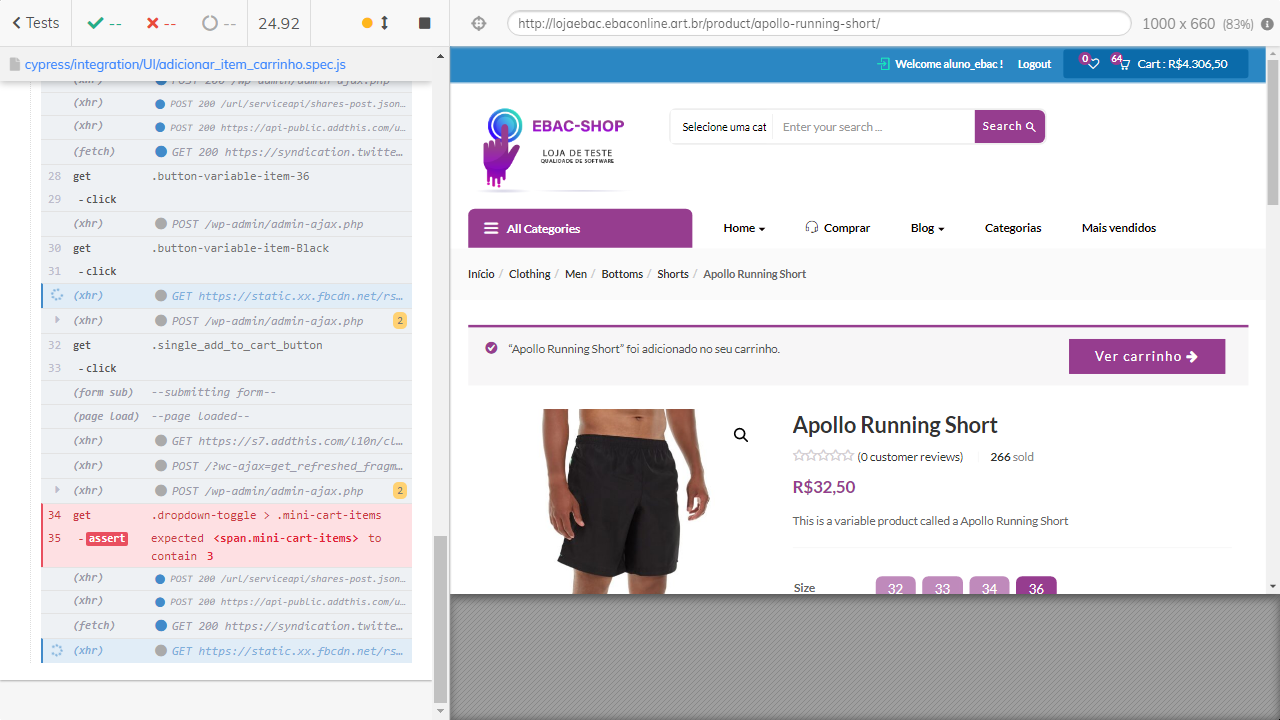 Tests
--
--
--
24.92
http://lojaebac.ebaconline.art.br/product/apollo-running-short/
1000 x 660 (83%)
cypress/integration/UI/adicionar_item_carrinho.spec.js
(xhr) POST 200 /wp-admin/admin-ajax.php
(xhr) POST 200 /url/serviceapi/shares-post.json…
(xhr) POST 200 https://api-public.addthis.com/u…
(fetch) GET 200 https://syndication.twitte…
28 get .button-variable-item-36
29 -click
(xhr) POST /wp-admin/admin-ajax.php
30 get .button-variable-item-Black
31 -click
(xhr) GET https://static.xx.fbcdn.net/rs…
(xhr) POST /wp-admin/admin-ajax.php 2
32 get .single_add_to_cart_button
33 -click
(form sub) --submitting form--
(page load) --page loaded--
(xhr) GET https://s7.addthis.com/l10n/cl…
(xhr) POST /?wc-ajax=get_refreshed_fragm…
(xhr) POST /wp-admin/admin-ajax.php 2
34 get .dropdown-toggle > .mini-cart-items
35 -assert expected <span.mini-cart-items> to
contain 3
(xhr) POST 200 /url/serviceapi/shares-post.json…
(xhr) POST 200 https://api-public.addthis.com/u…
(fetch) GET 200 https://syndication.twitte…
(xhr) GET https://static.xx.fbcdn.net/rs…
Welcome aluno_ebac !
Logout
0
64
Cart : R$4.306,50
EBAC-SHOP
LOJA DE TESTE
QUALIDADE DE SOFTWARE
Selecione uma cat
Enter your search ...
Search
All Categories
Home
Comprar
Blog
Categorias
Mais vendidos
Início / Clothing / Men / Bottoms / Shorts / Apollo Running Short
“Apollo Running Short” foi adicionado no seu carrinho.
Ver carrinho
Apollo Running Short
(0 customer reviews)
266 sold
R$32,50
This is a variable product called a Apollo Running Short
Size
32
33
34
36